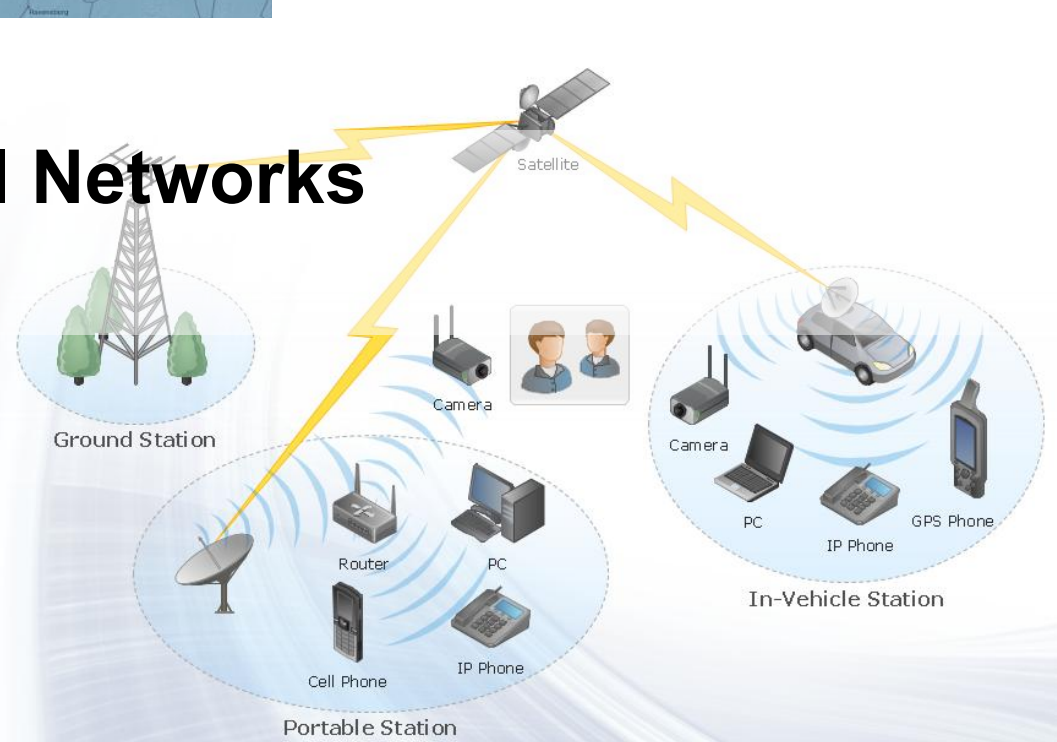 Ravensburg
Satellite
Networks
Camera
Ground Station
Camera
PC
IP Phone
GPS Phone
In-Vehicle Station
Router
PC
Cell Phone
IP Phone
Portable Station